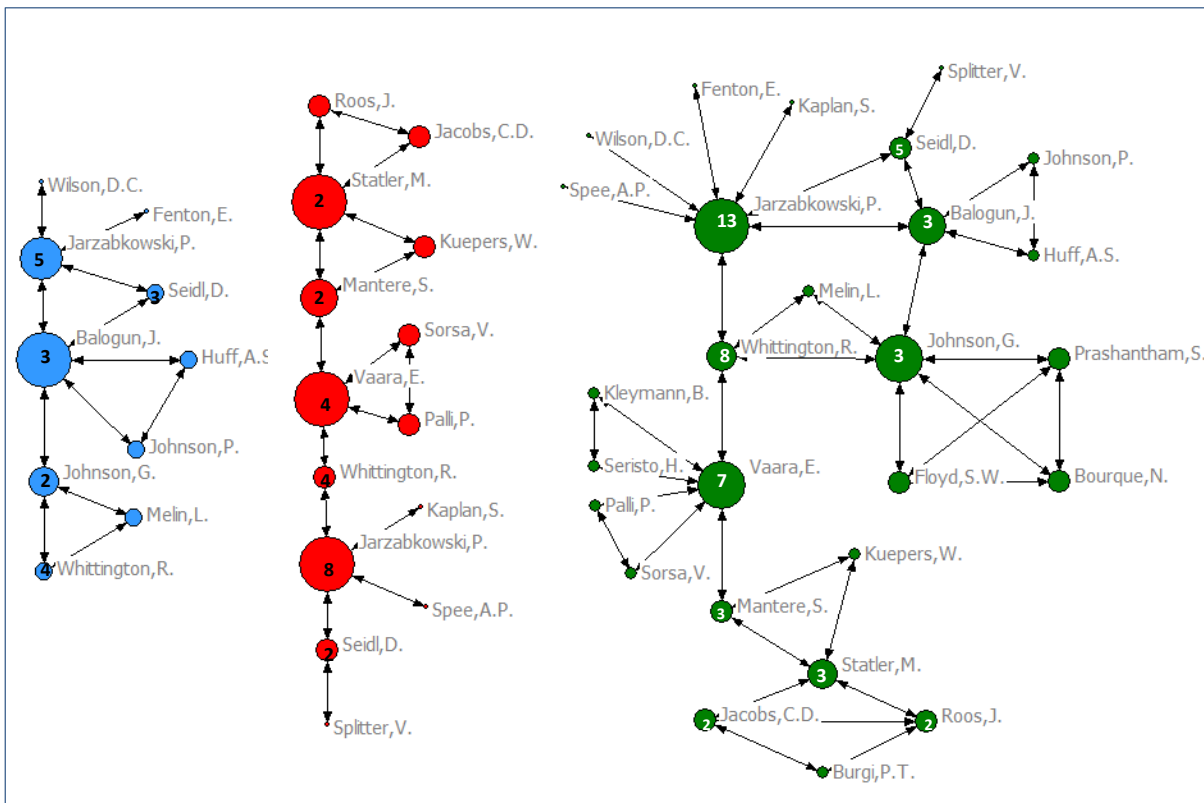 Wilson,D.C.
Fenton,E.
Jarzabkowski,P.
5
Seidl,D.
3
Balogun,J.
3
Huff,A.S
Johnson,P.
Johnson,G.
2
Melin,L.
Whittington,R.
4
Roos,J.
Jacobs,C.D.
Statler,M.
2
Kuepers,W.
Mantere,S.
2
Sorsa,V.
Vaara,E.
4
Palli,P.
Whittington,R.
4
Kaplan,S.
Jarzabkowski,P.
8
Spee,A.P.
Seidl,D.
2
Splitter,V.
Splitter,V.
Fenton,E.
Kaplan,S.
Wilson,D.C.
Seidl,D.
5
Johnson,P.
Spee,A.P.
Jarzabkowski,P.
13
Balogun,J.
3
Huff,A.S.
Melin,L.
Whittington,R.
8
Johnson,G.
3
Prashantham,S.
Kleymann,B.
Seristo,H.
Vaara,E.
7
Floyd,S.W.
Bourque,N.
Palli,P.
Sorsa,V.
Kuepers,W.
Mantere,S.
3
Statler,M.
3
Jacobs,C.D.
2
Roos,J.
2
Burgi,P.T.